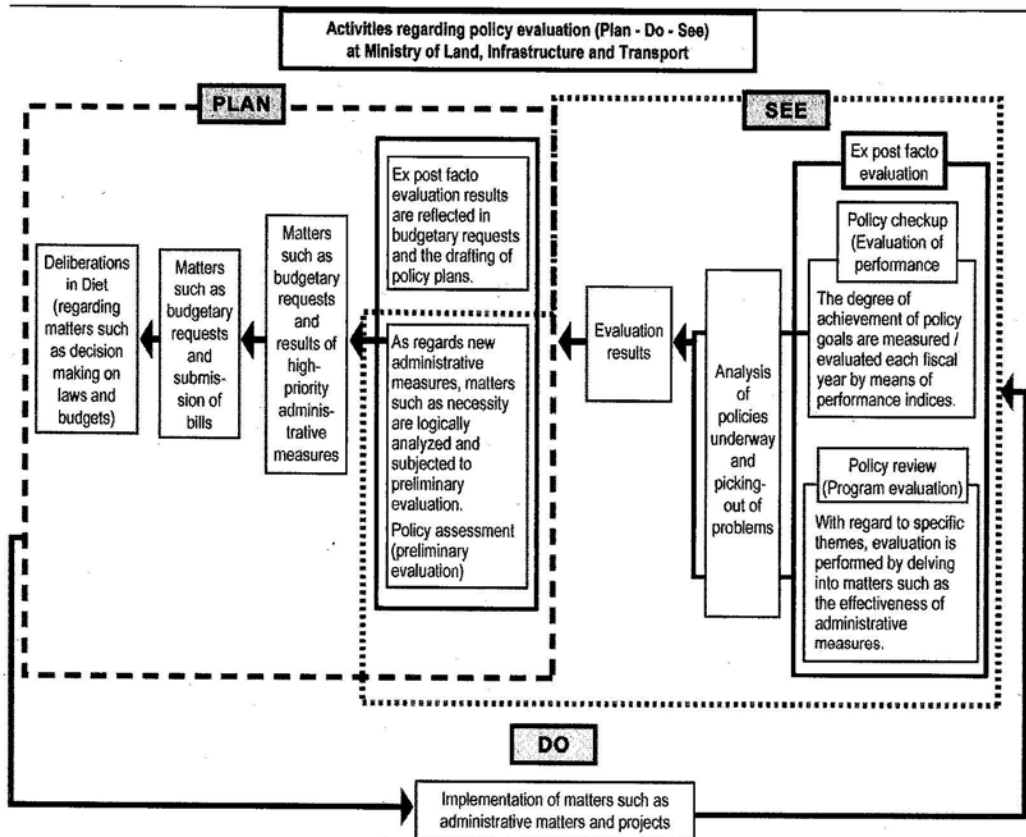 Activities regarding policy evaluation (Plan - Do - See)
at Ministry of Land, Infrastructure and Transport
PLAN
SEE
Deliberations
in Diet
(regarding
matters such
as decision
making on
laws and
budgets)
Matters
such as
budgetary
requests
and
submis-
sion of
bills
Matters
such as
budgetary
requests
and
results of
high-
priority
adminis-
trative
measures
Ex post facto
evaluation results
are reflected in
budgetary requests
and the drafting of
policy plans.
As regards new
administrative
measures, matters
such as necessity
are logically
analyzed and
subjected to
preliminary
evaluation.
Policy assessment
(preliminary
evaluation)
Evaluation
results
Analysis
of
policies
underway
and
picking-
out of
problems
Ex post facto
evaluation
Policy checkup
(Evaluation of
performance
The degree of
achievement of policy
goals are measured /
evaluated each fiscal
year by means of
performance indices.
Policy review
(Program evaluation)
With regard to specific
themes, evaluation is
performed by delving
into matters such as
the effectiveness of
administrative
measures.
DO
Implementation of matters such as
administrative matters and projects